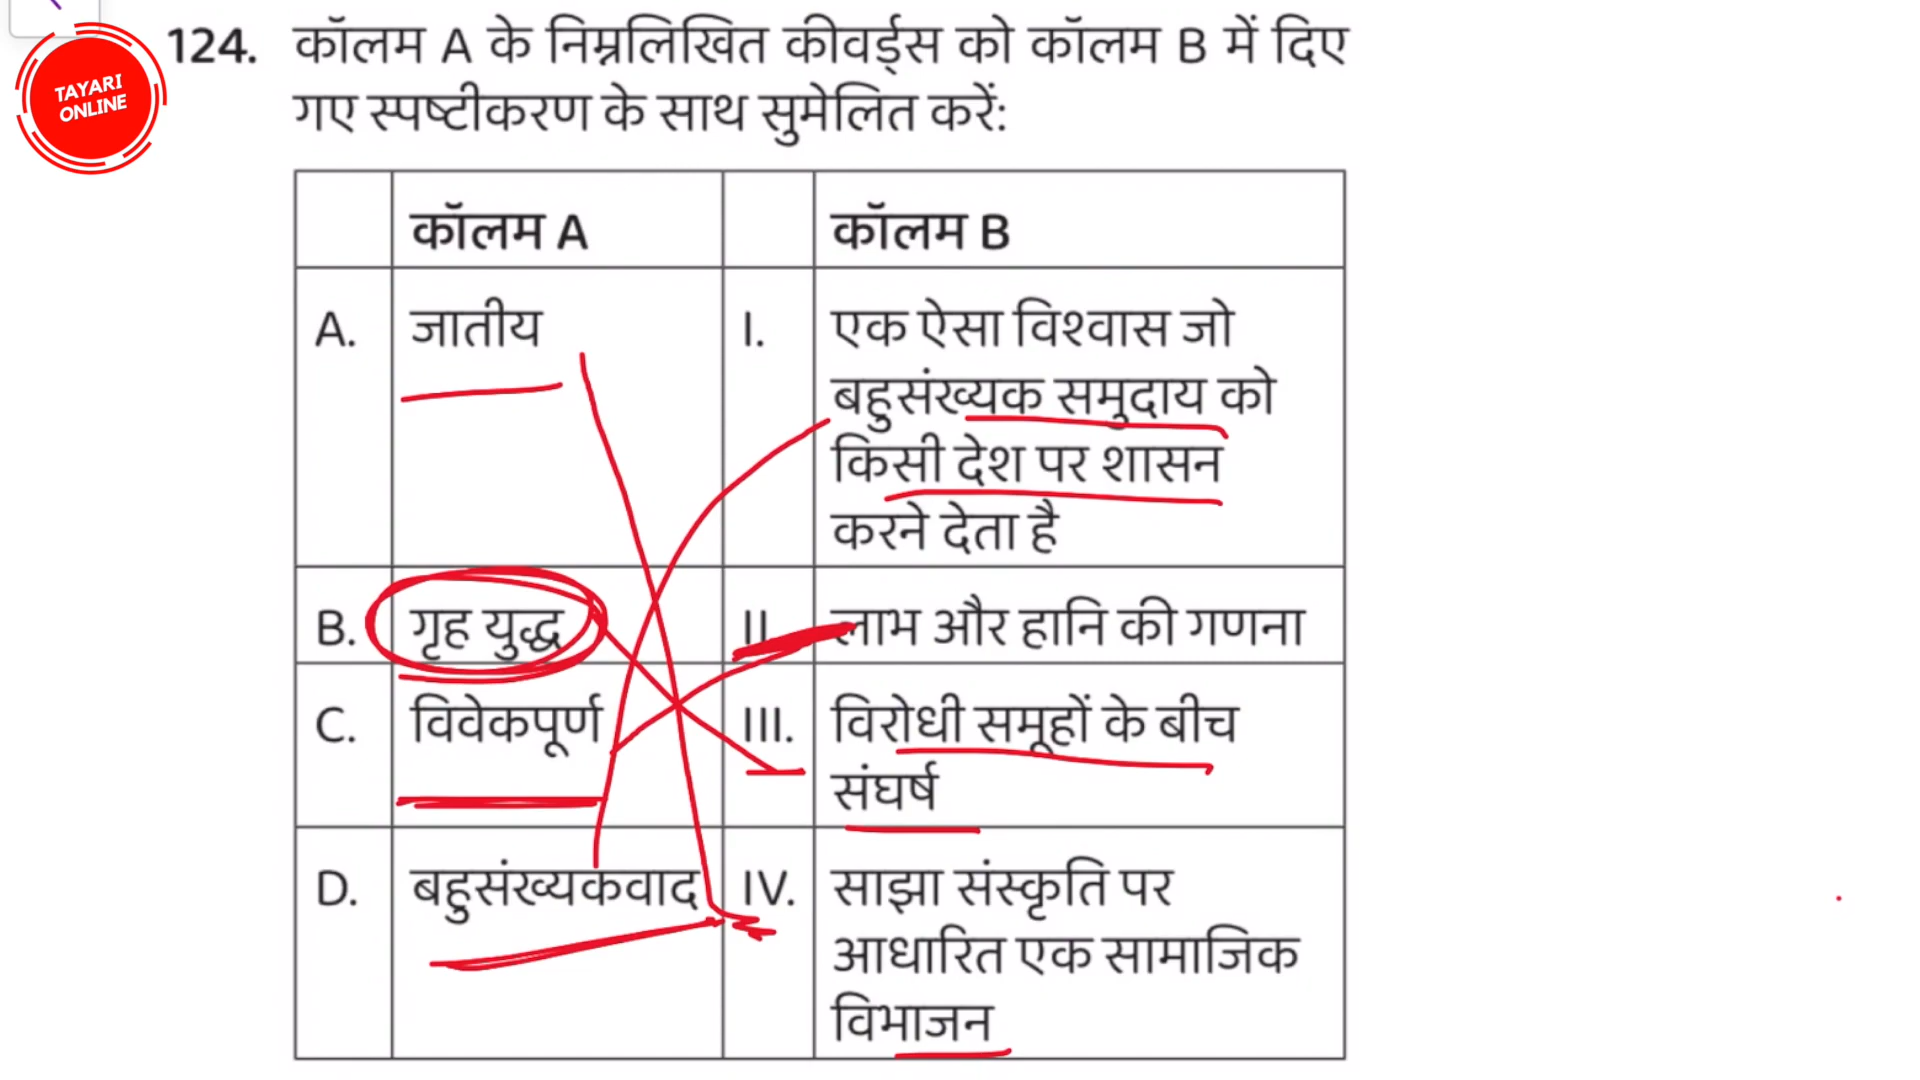 TAYARI
ONLINE
124. कॉलम A के निम्नलिखित कीवर्ड्स को कॉलम B में दिए
गए स्पष्टीकरण के साथ सुमेलित करें:
कॉलम A कॉलम B
A. जातीय I. एक ऐसा विश्वास जो
बहुसंख्यक समुदाय को
किसी देश पर शासन
करने देता है
B. गृह युद्ध II. लाभ और हानि की गणना
C. विवेकपूर्ण III. विरोधी समूहों के बीच
संघर्ष
D. बहुसंख्यकवाद IV. साझा संस्कृति पर
आधारित एक सामाजिक
विभाजन